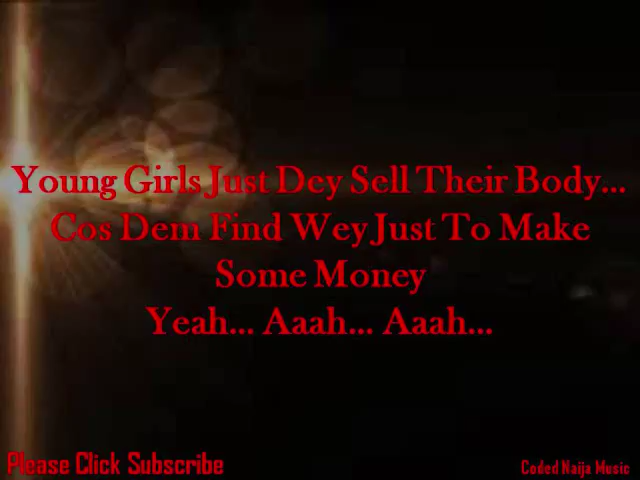 Young Girls Just Dey Sell Their Body...
Cos Dem Find Wey Just To Make
Some Money
Yeah... Aaah... Aaah...
Please Click Subscribe
Coded Naija Music